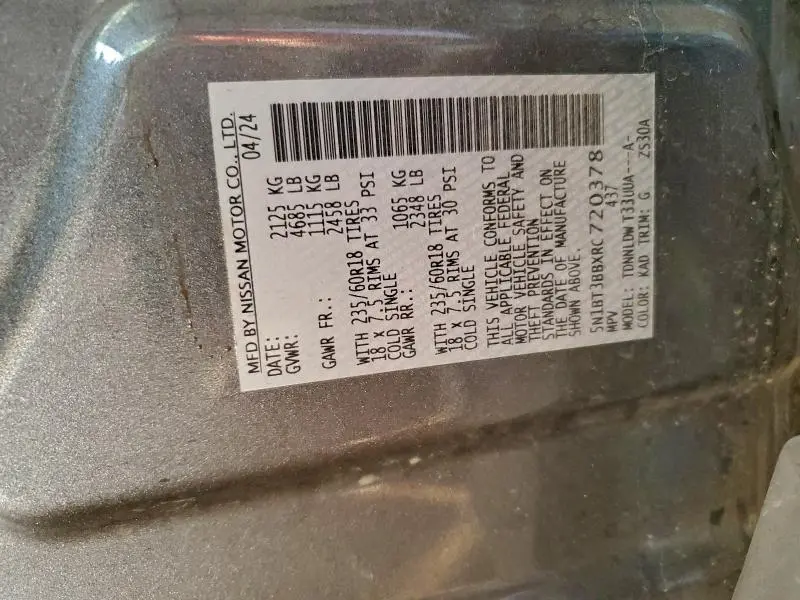 MFD BY NISSAN MOTOR CO., LTD.
DATE: 04/24
GVWR: 2125 KG
4685 LB
GAWR FR.: 1115 KG
2458 LB
WITH 235/60R18 TIRES
18 X 7.5 RIMS AT 33 PSI
COLD SINGLE
GAWR RR.: 1065 KG
2348 LB
WITH 235/60R18 TIRES
18 X 7.5 RIMS AT 30 PSI
COLD SINGLE
THIS VEHICLE CONFORMS TO
ALL APPLICABLE FEDERAL
MOTOR VEHICLE SAFETY AND
THEFT PREVENTION
STANDARDS IN EFFECT ON
THE DATE OF MANUFACTURE
SHOWN ABOVE.
5N1BT3BBXRC720378
MPV 437
MODEL: TDMNLDW T33UUA---A-
COLOR: KAD TRIM: G ZS30A